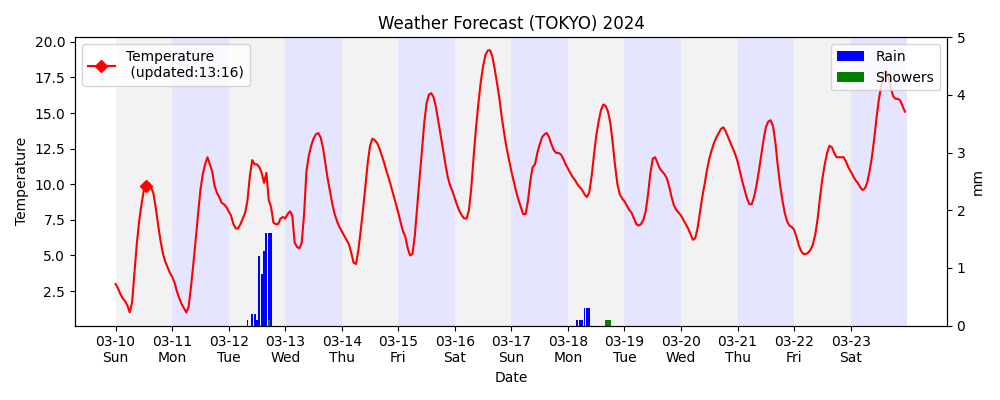 Weather Forecast (TOKYO) 2024
Temperature
(updated:13:16)
Rain
Showers
Temperature
20.0
17.5
15.0
12.5
10.0
7.5
5.0
2.5
5
4
3
2
1
0
mm
03-10 03-11 03-12 03-13 03-14 03-15 03-16 03-17 03-18 03-19 03-20 03-21 03-22 03-23
Sun Mon Tue Wed Thu Fri Sat Sun Mon Tue Wed Thu Fri Sat
Date